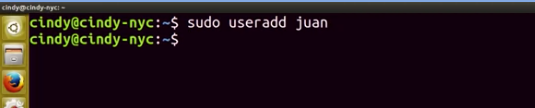 cindy@cindy-nyc: ~
cindy@cindy-nyc:~$ sudo useradd juan
cindy@cindy-nyc:~$